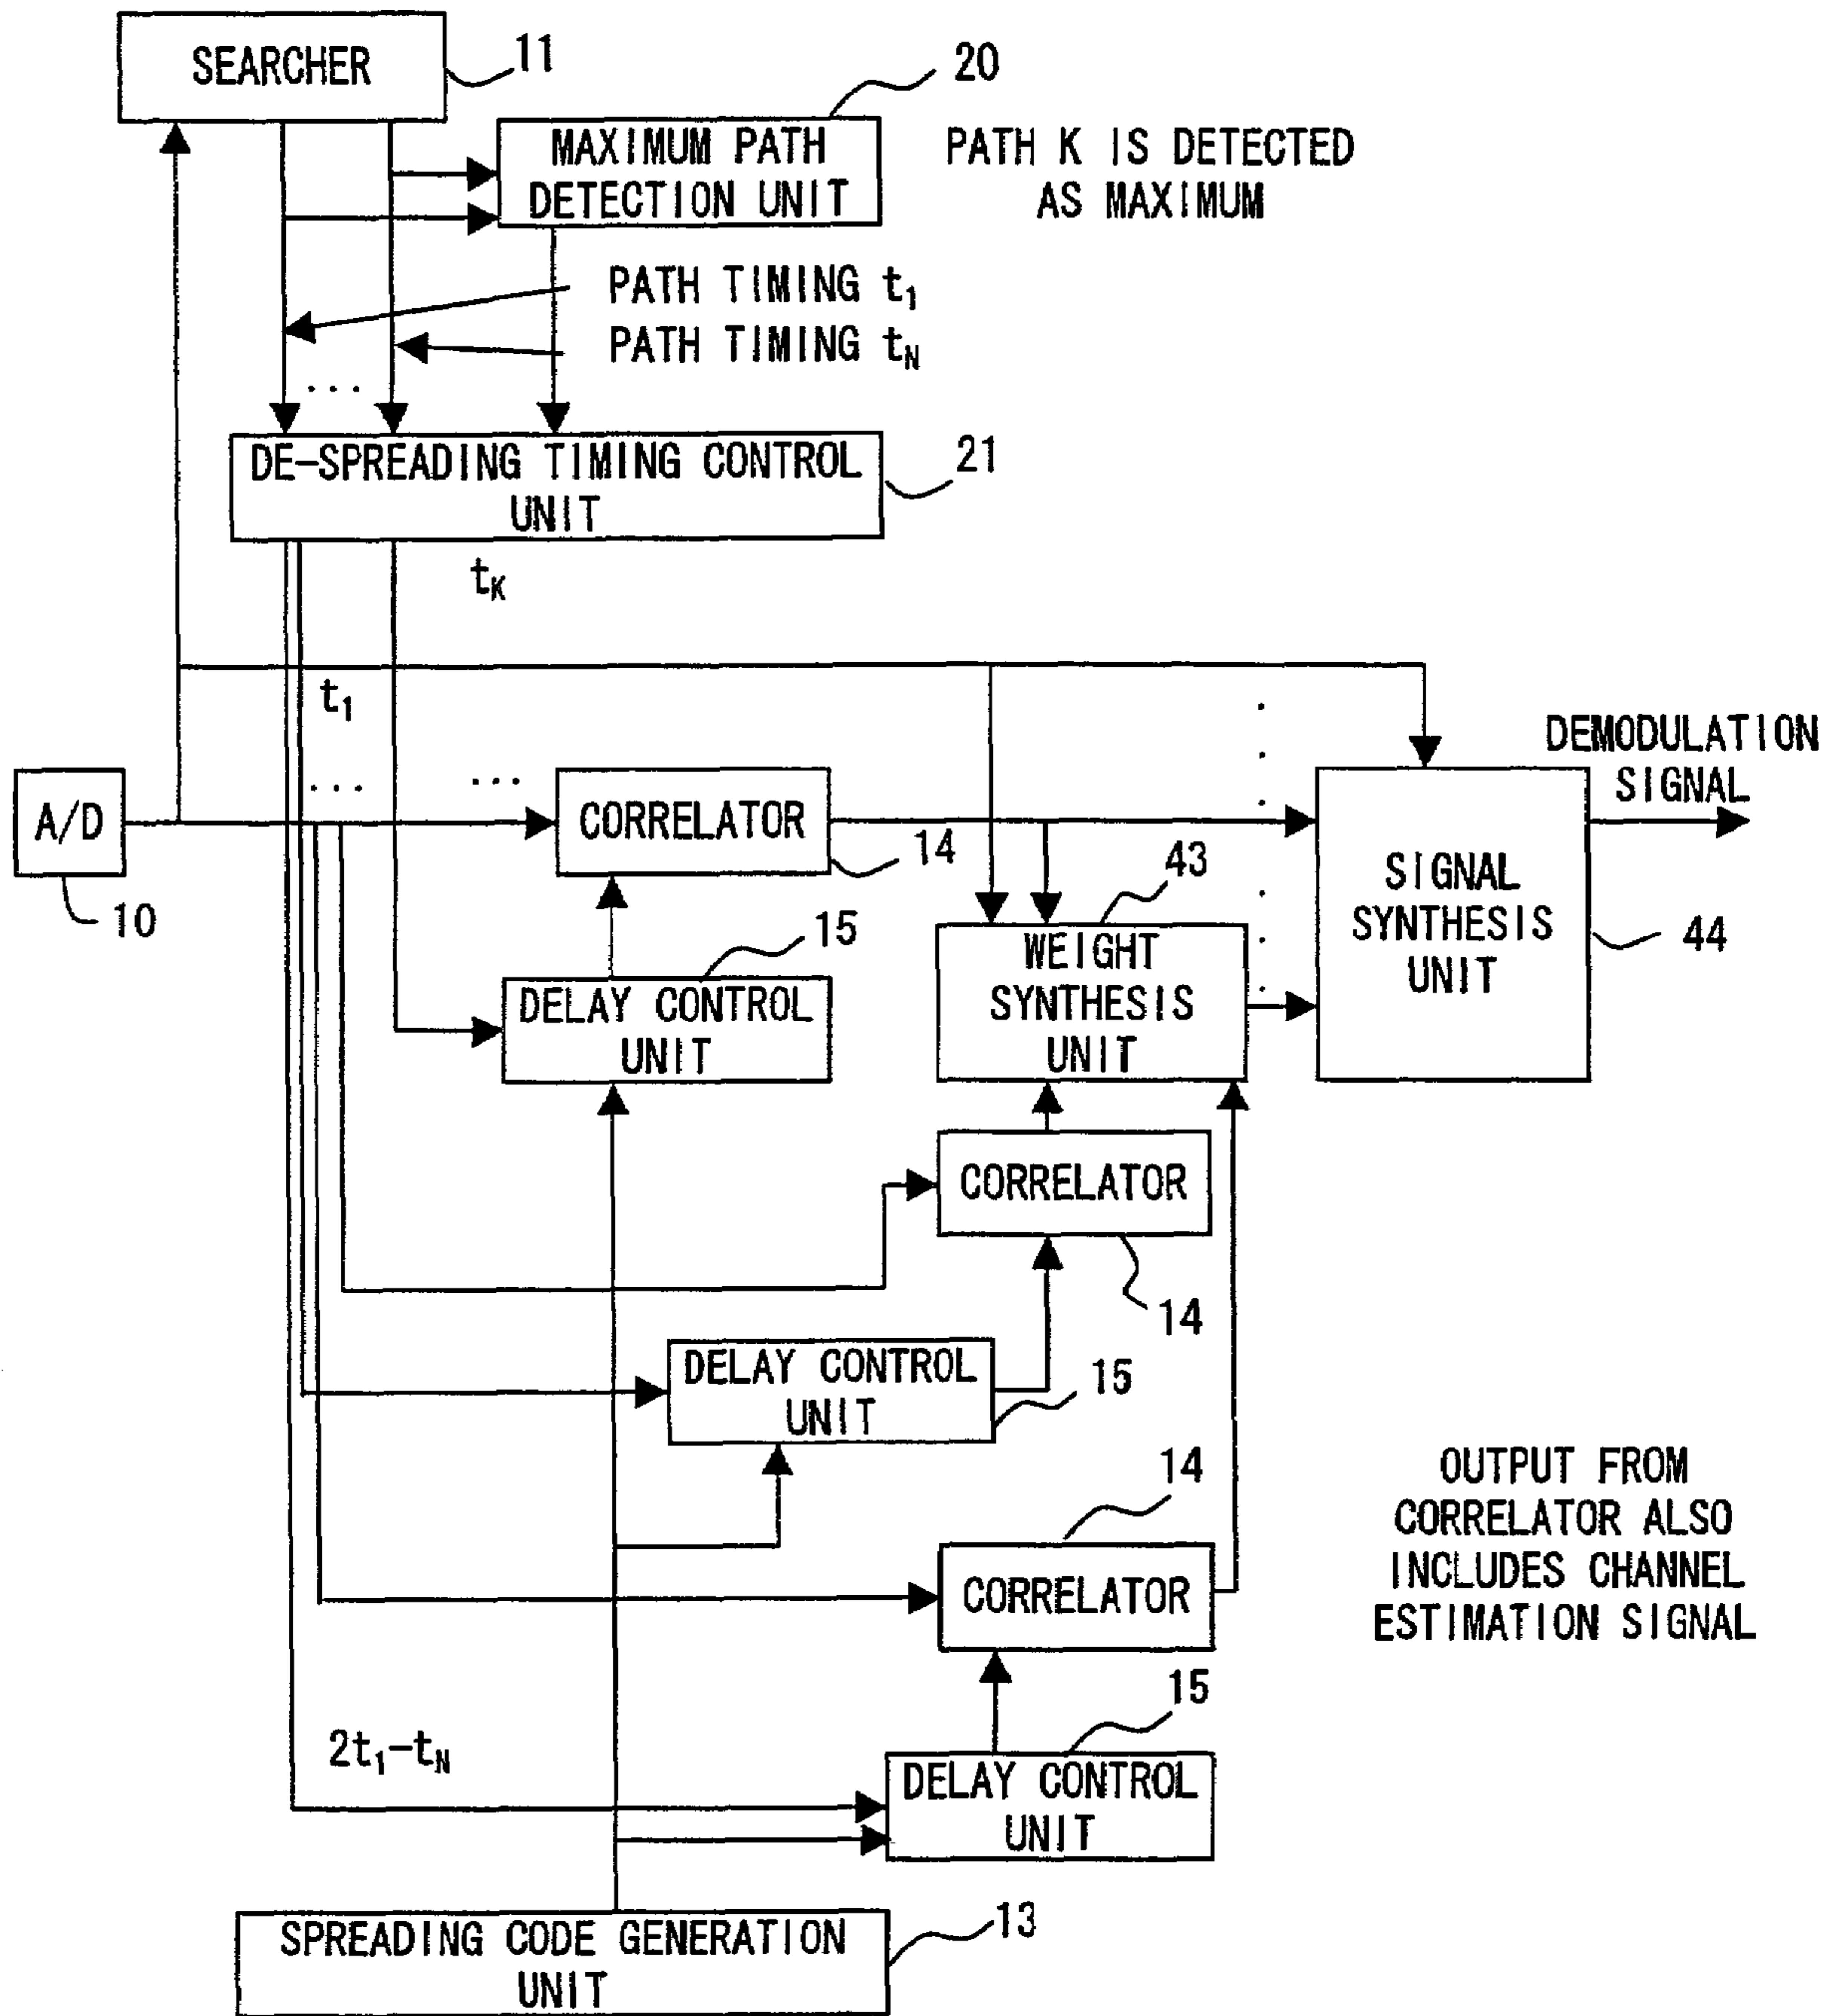 SEARCHER
11
20
MAXIMUM PATH
DETECTION UNIT
PATH K IS DETECTED
AS MAXIMUM
PATH TIMING t1
PATH TIMING tN
...
DE-SPREADING TIMING CONTROL
UNIT
21
tK
t1
DEMODULATION
SIGNAL
... ...
A/D
10
CORRELATOR
14
43
SIGNAL
SYNTHESIS
UNIT
44
15
DELAY CONTROL
UNIT
WEIGHT
SYNTHESIS
UNIT
CORRELATOR
14
DELAY CONTROL
UNIT
15
14
CORRELATOR
OUTPUT FROM
CORRELATOR ALSO
INCLUDES CHANNEL
ESTIMATION SIGNAL
15
2t1-tN
DELAY CONTROL
UNIT
SPREADING CODE GENERATION
UNIT
13